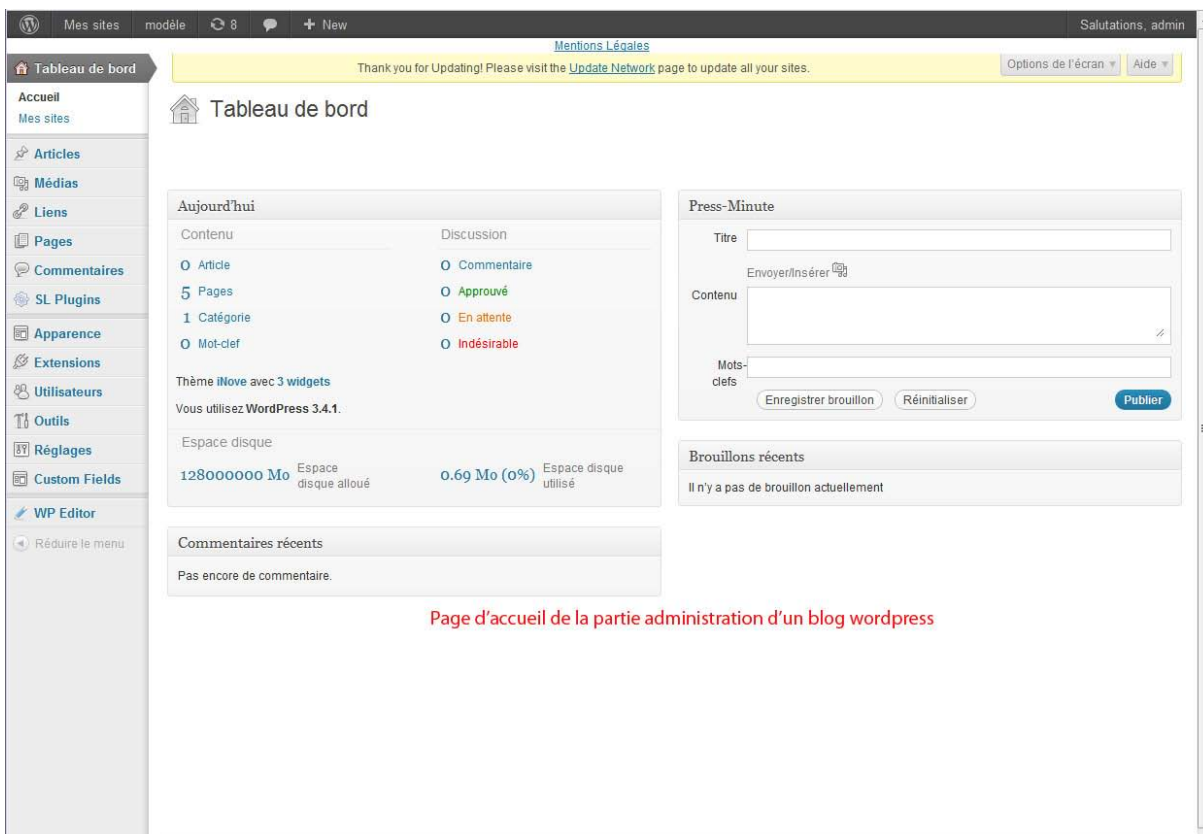 Mes sites modèle 8 + New Salutations, admin
Mentions Légales
Thank you for Updating! Please visit the Update Network page to update all your sites.
Options de l'écran Aide
Tableau de bord
Accueil
Mes sites
Articles
Médias
Liens
Pages
Commentaires
SL Plugins
Apparence
Extensions
Utilisateurs
Outils
Réglages
Custom Fields
WP Editor
Réduire le menu
Tableau de bord
Aujourd'hui
Contenu Discussion
0 Article 0 Commentaire
5 Pages 0 Approuvé
1 Catégorie 0 En attente
0 Mot-clef 0 Indésirable
Thème iNove avec 3 widgets
Vous utilisez WordPress 3.4.1.
Espace disque
128000000 Mo Espace disque alloué 0.69 Mo (0%) Espace disque utilisé
Commentaires récents
Pas encore de commentaire.
Press-Minute
Titre
Envoyer/Insérer
Contenu
Mots-
clefs
Enregistrer brouillon Réinitialiser Publier
Brouillons récents
Il n'y a pas de brouillon actuellement
Page d'accueil de la partie administration d'un blog wordpress